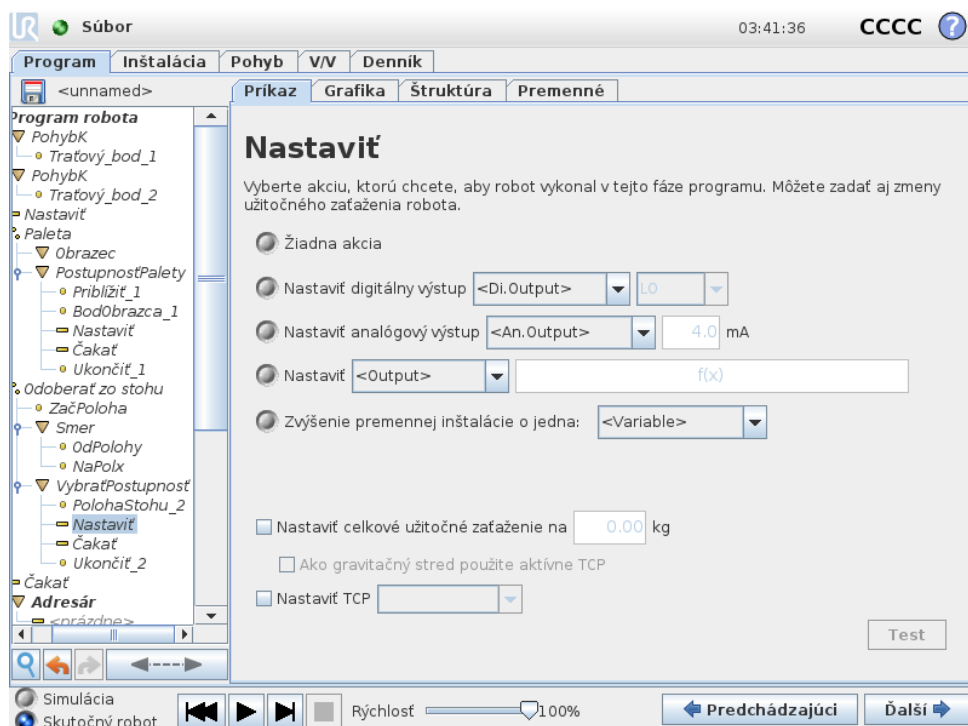 UR Súbor 03:41:36 CCCC ?
Program Inštalácia Pohyb V/V Denník
<unnamed>
Príkaz Grafika Štruktúra Premenné
Program robota
PohybK
Traťový_bod_1
PohybK
Traťový_bod_2
Nastaviť
Paleta
Obrazec
PostupnosťPalety
Priblížiť_1
BodObrazca_1
Nastaviť
Čakať
Ukončiť_1
Odoberať zo stohu
ZačPoloha
Smer
OdPolohy
NaPolx
VybraťPostupnosť
PolohaStohu_2
Nastaviť
Čakať
Ukončiť_2
Čakať
Adresár
<prázdne>
Nastaviť
Vyberte akciu, ktorú chcete, aby robot vykonal v tejto fáze programu. Môžete zadať aj zmeny
užitočného zaťaženia robota.
Žiadna akcia
Nastaviť digitálny výstup <Di.Output> LO
Nastaviť analógový výstup <An.Output> 4.0 mA
Nastaviť <Output> f(x)
Zvýšenie premennej inštalácie o jedna: <Variable>
Nastaviť celkové užitočné zaťaženie na 0.00 kg
Ako gravitačný stred použite aktívne TCP
Nastaviť TCP
Test
Simulácia
Skutočný robot
Rýchlosť 100%
Predchádzajúci Ďalší